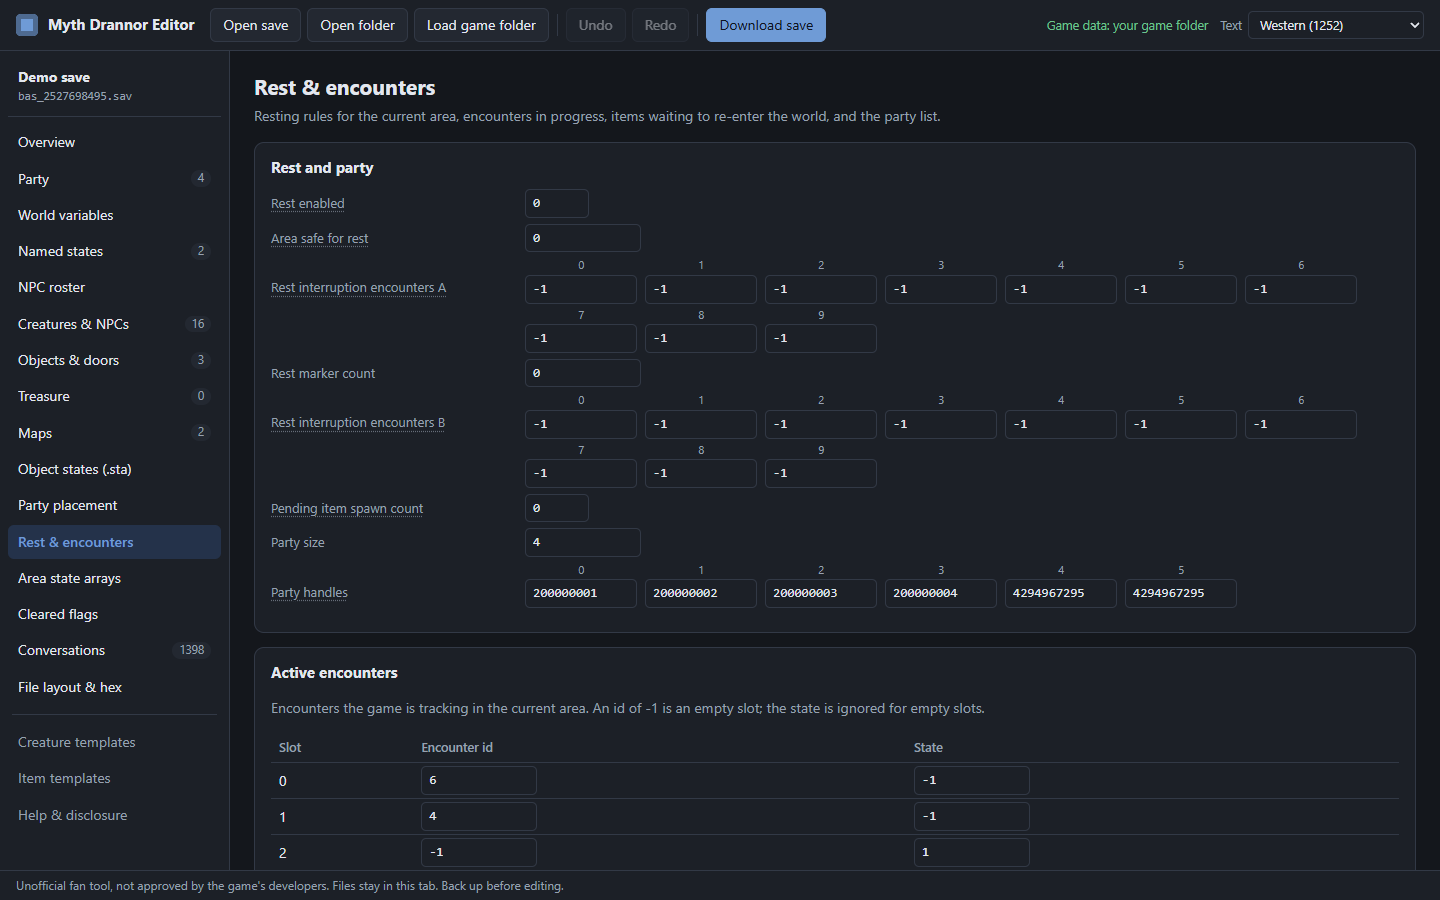 Myth Drannor Editor Open save Open folder Load game folder Undo Redo Download save Game data: your game folder Text Western (1252)
Demo save
bas_2527698495.sav
Overview
Party 4
World variables
Named states 2
NPC roster
Creatures & NPCs 16
Objects & doors 3
Treasure 0
Maps 2
Object states (.sta)
Party placement
Rest & encounters
Area state arrays
Cleared flags
Conversations 1398
File layout & hex
Creature templates
Item templates
Help & disclosure
Rest & encounters
Resting rules for the current area, encounters in progress, items waiting to re-enter the world, and the party list.
Rest and party
Rest enabled 0
Area safe for rest 0
0 1 2 3 4 5 6
Rest interruption encounters A -1 -1 -1 -1 -1 -1 -1
7 8 9
-1 -1 -1
Rest marker count 0
0 1 2 3 4 5 6
Rest interruption encounters B -1 -1 -1 -1 -1 -1 -1
7 8 9
-1 -1 -1
Pending item spawn count 0
Party size 4
0 1 2 3 4 5
Party handles 200000001 200000002 200000003 200000004 4294967295 4294967295
Active encounters
Encounters the game is tracking in the current area. An id of -1 is an empty slot; the state is ignored for empty slots.
Slot Encounter id State
0 6 -1
1 4 -1
2 -1 1
Unofficial fan tool, not approved by the game's developers. Files stay in this tab. Back up before editing.